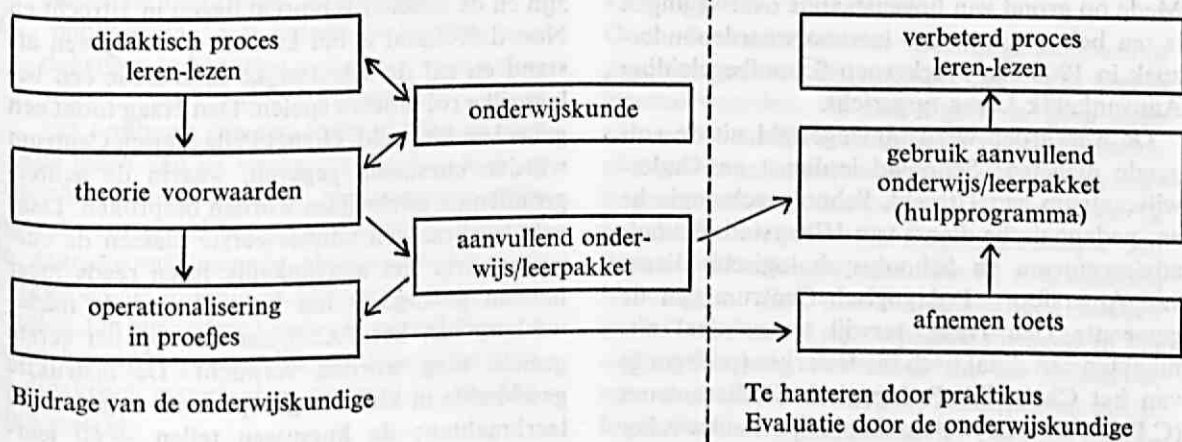 didaktisch proces
leren-lezen
onderwijskunde
theorie voorwaarden
aanvullend onder-
wijs/leerpakket
operationalisering
in proefjes
Bijdrage van de onderwijskundige
verbeterd proces
leren-lezen
gebruik aanvullend
onderwijs/leerpakket
(hulpprogramma)
afnemen toets
Te hanteren door praktikus
Evaluatie door de onderwijskundige